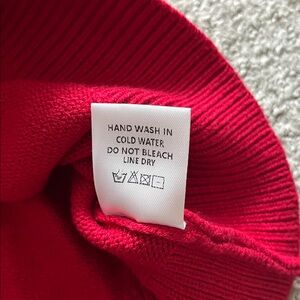 HAND WASH IN
COLD WATER
DO NOT BLEACH
LINE DRY